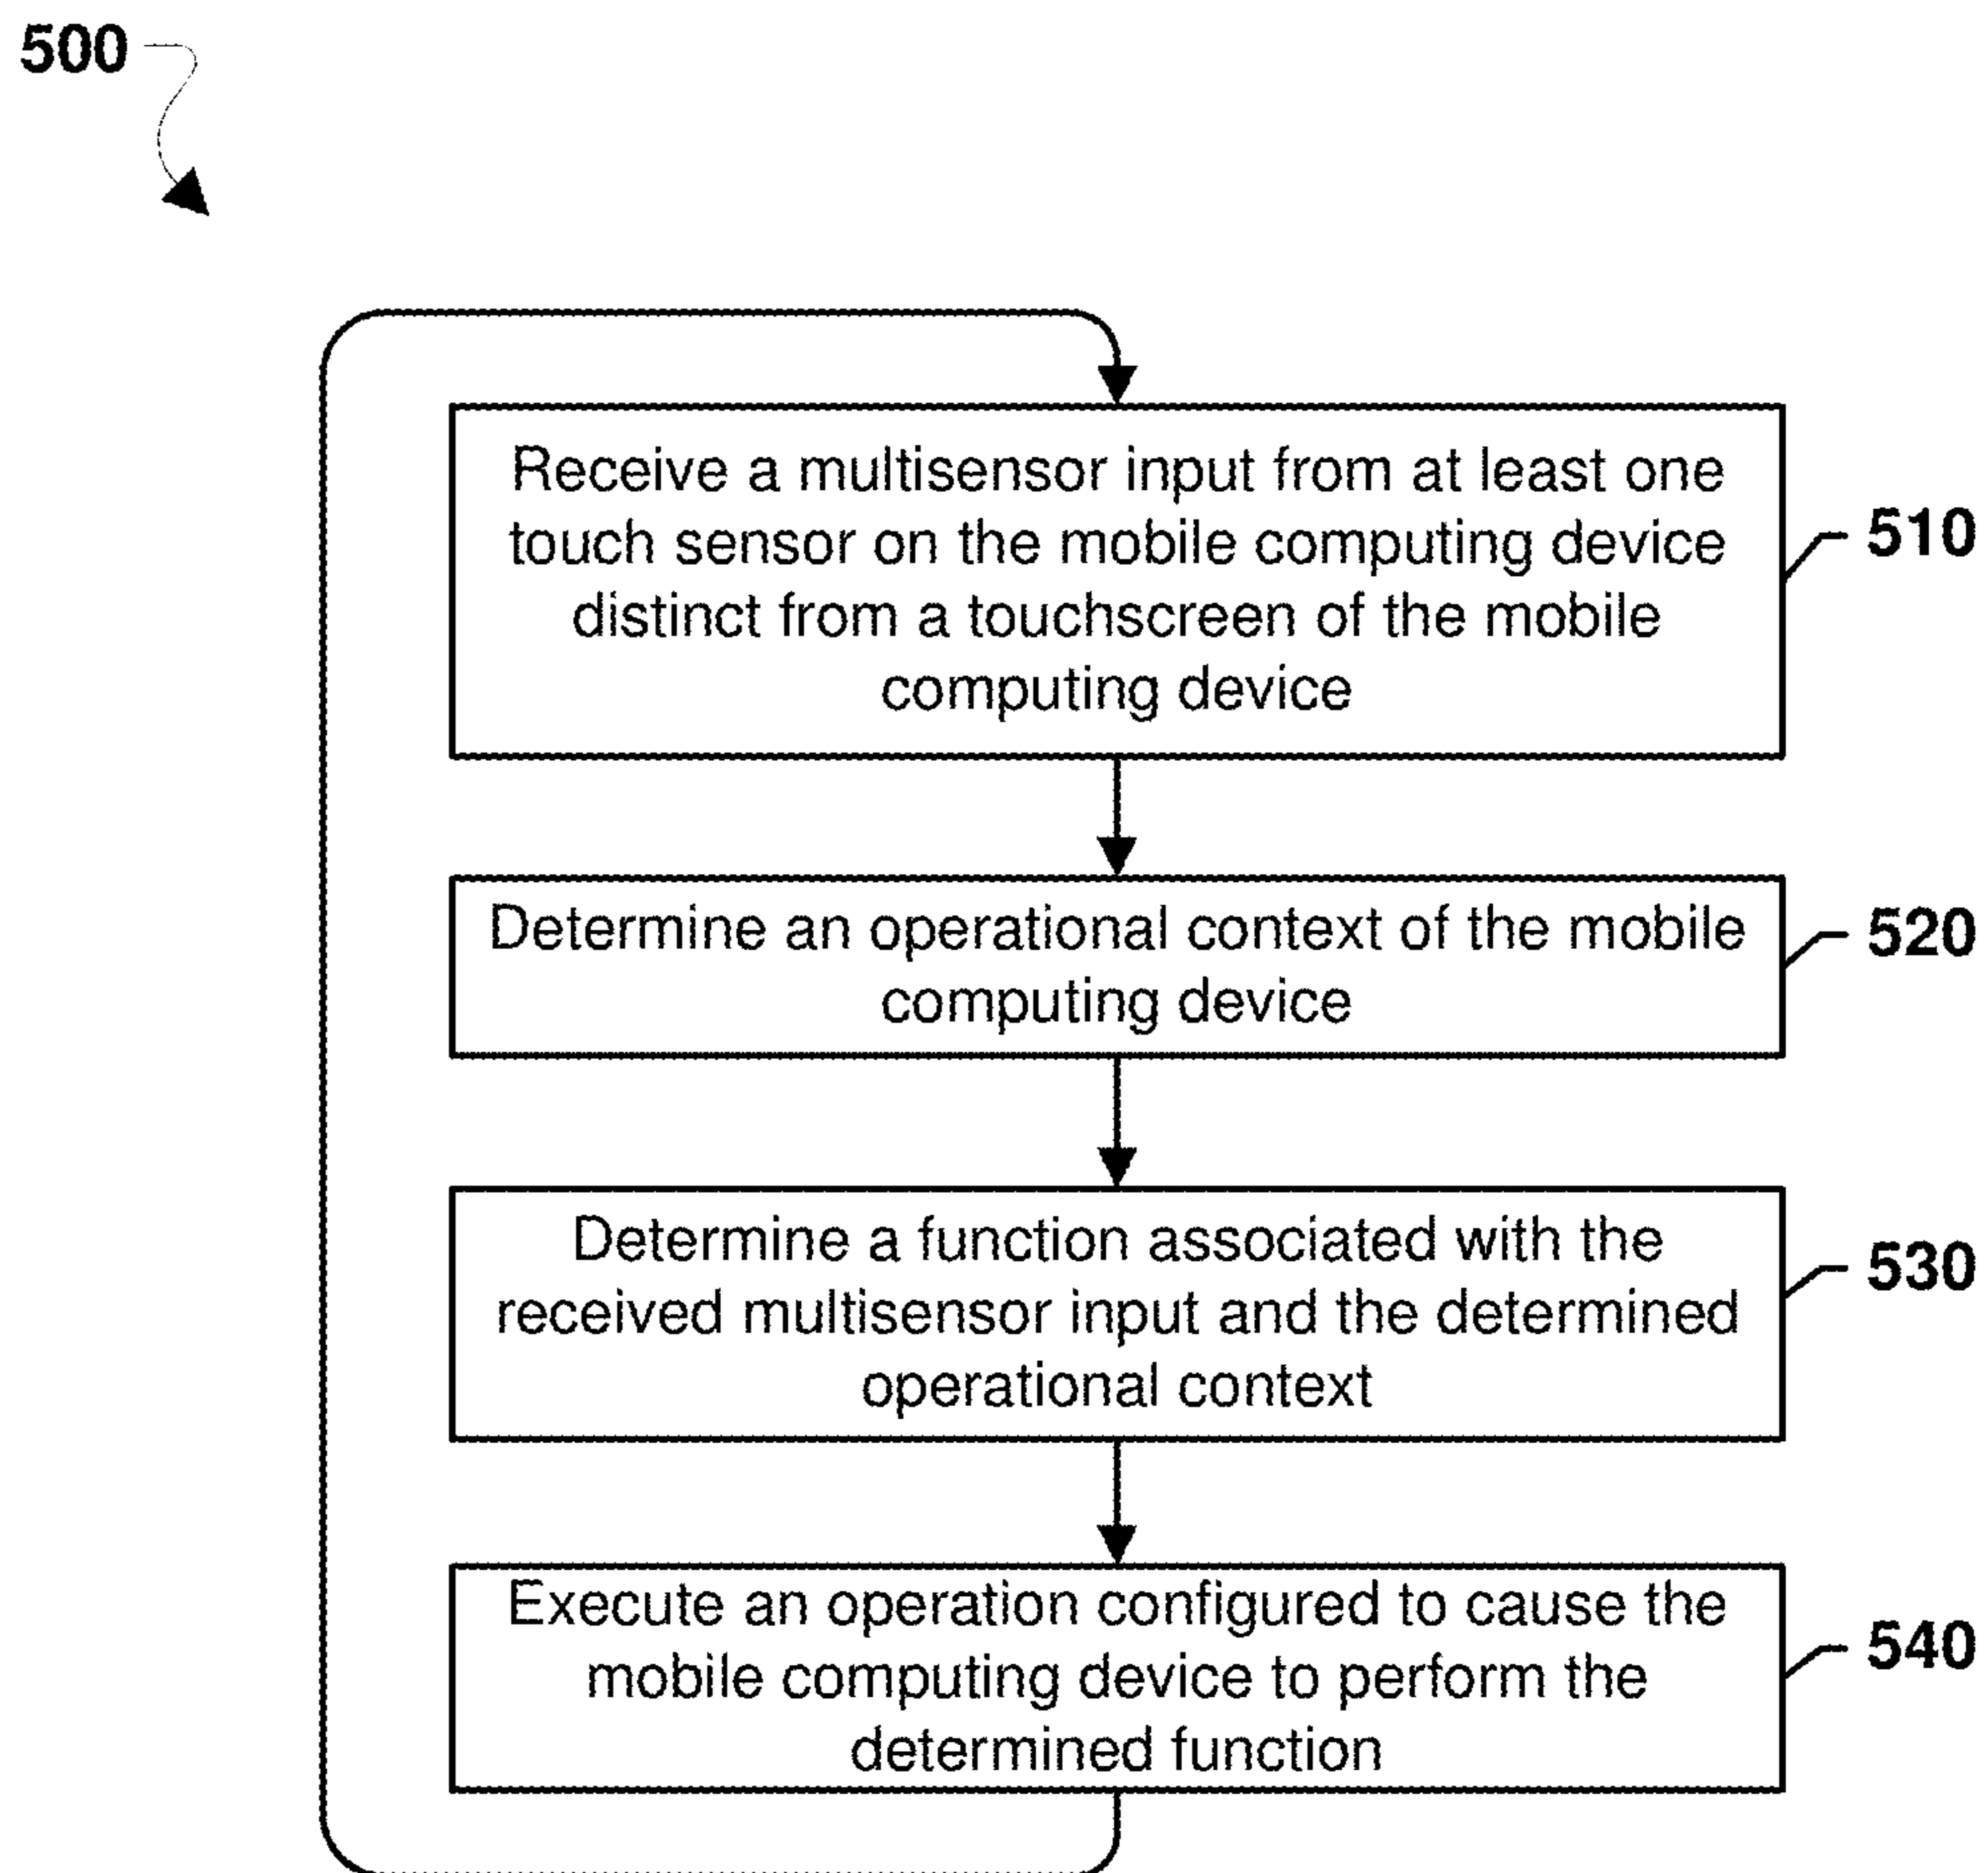 500
Receive a multisensor input from at least one
touch sensor on the mobile computing device
distinct from a touchscreen of the mobile
computing device
510
Determine an operational context of the mobile
computing device
520
Determine a function associated with the
received multisensor input and the determined
operational context
530
Execute an operation configured to cause the
mobile computing device to perform the
determined function
540